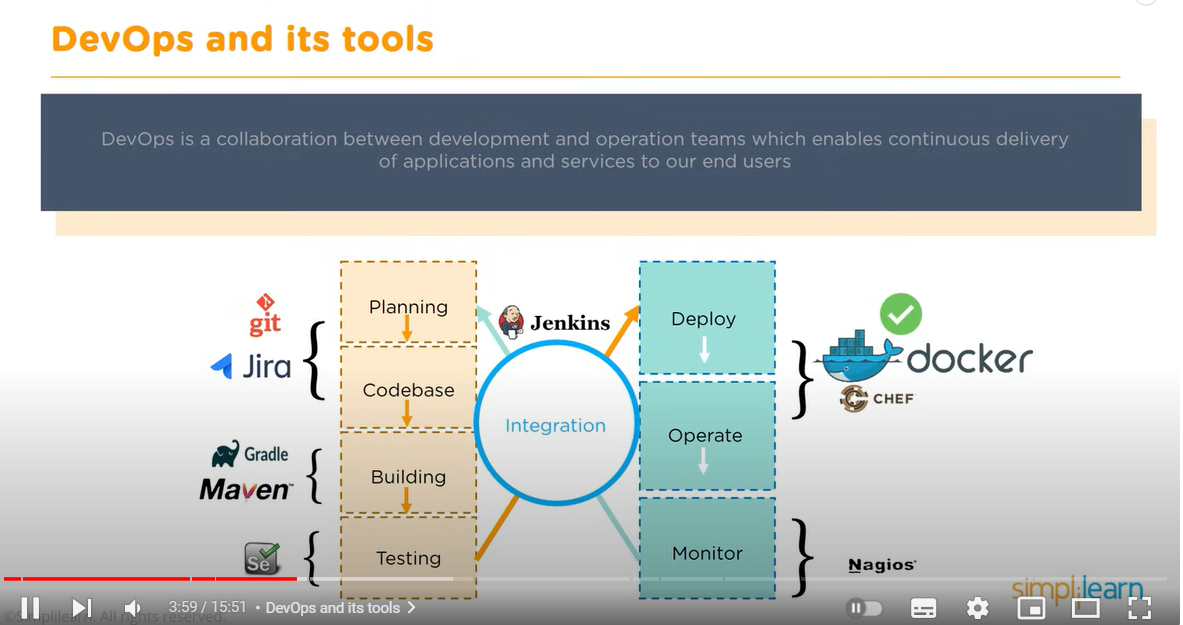 DevOps and its tools
DevOps is a collaboration between development and operation teams which enables continuous delivery
of applications and services to our end users
git
Jira
Gradle
Maven™
Se
Planning
Codebase
Building
Testing
Jenkins
Integration
Deploy
Operate
Monitor
docker
CHEF
Nagios®
simplilearn
3:59 / 15:51 • DevOps and its tools
©Simplilearn. All rights reserved.